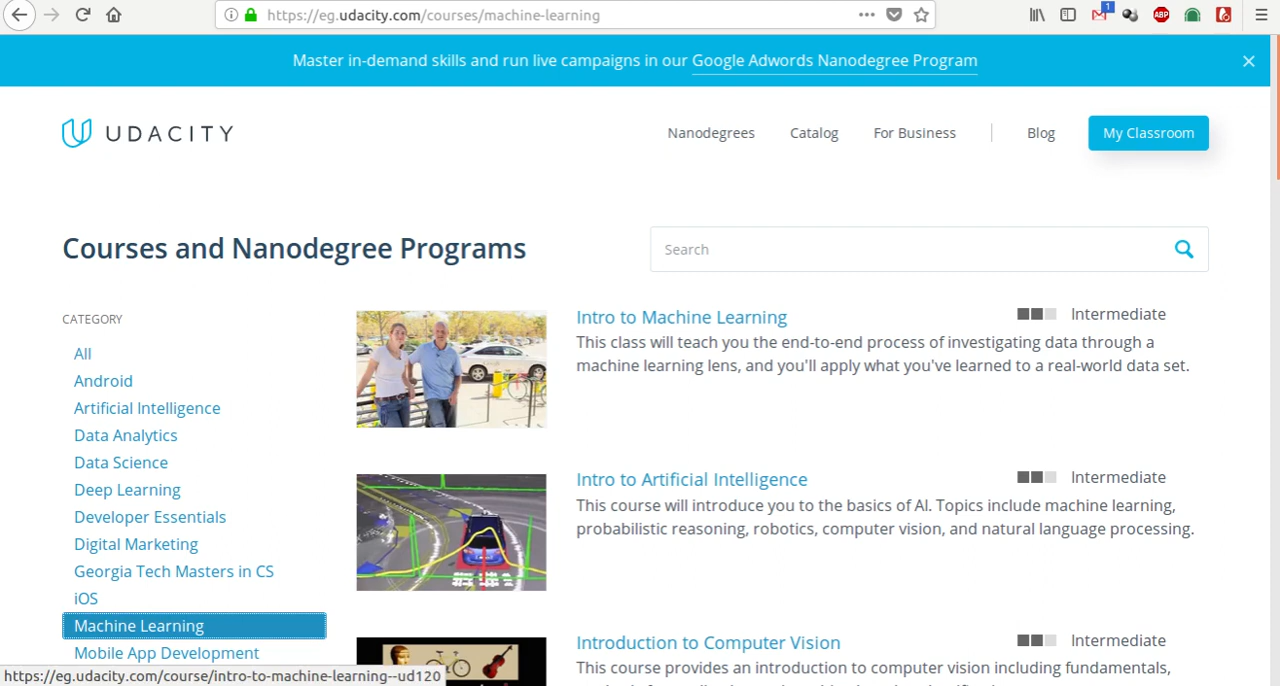 https://eg.udacity.com/courses/machine-learning
1
ABP
Master in-demand skills and run live campaigns in our Google Adwords Nanodegree Program
UDACITY
Nanodegrees
Catalog
For Business
Blog
My Classroom
Courses and Nanodegree Programs
Search
CATEGORY
All
Android
Artificial Intelligence
Data Analytics
Data Science
Deep Learning
Developer Essentials
Digital Marketing
Georgia Tech Masters in CS
iOS
Machine Learning
Mobile App Development
Intro to Machine Learning
Intermediate
This class will teach you the end-to-end process of investigating data through a
machine learning lens, and you'll apply what you've learned to a real-world data set.
Intro to Artificial Intelligence
Intermediate
This course will introduce you to the basics of AI. Topics include machine learning,
probabilistic reasoning, robotics, computer vision, and natural language processing.
Introduction to Computer Vision
Intermediate
This course provides an introduction to computer vision including fundamentals,
https://eg.udacity.com/course/intro-to-machine-learning--ud120